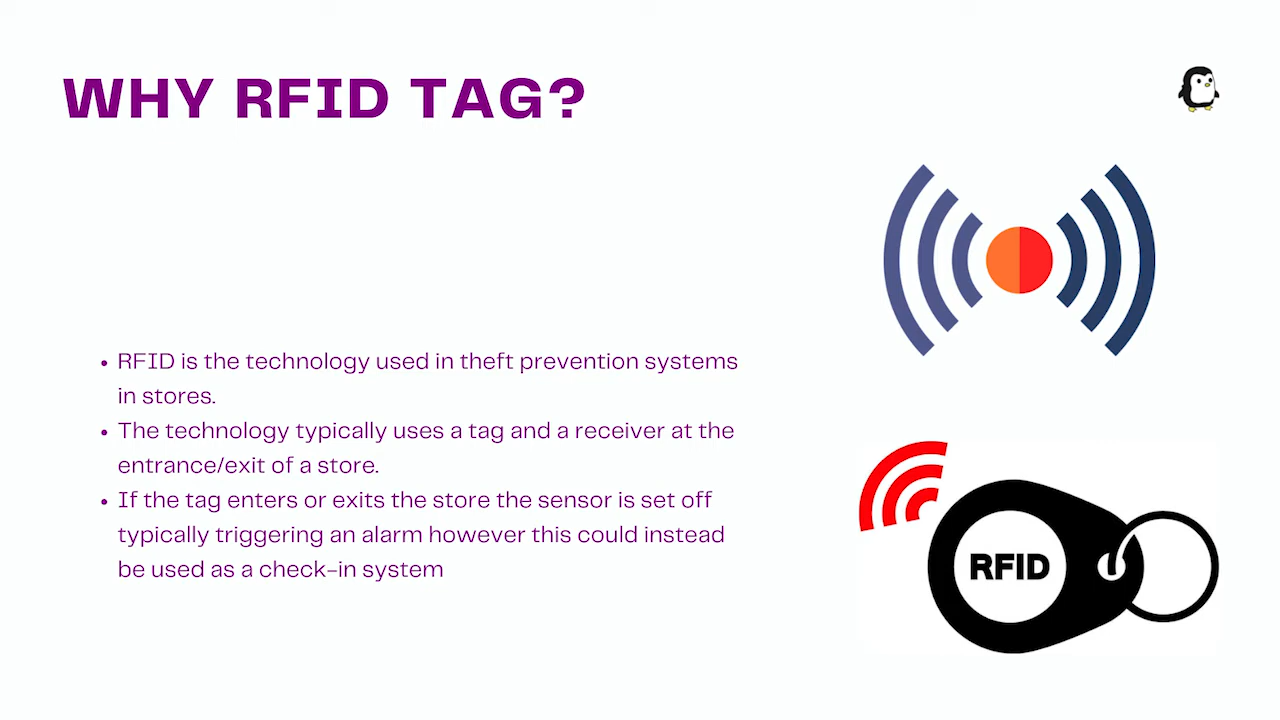 WHY RFID TAG?
• RFID is the technology used in theft prevention systems
in stores.
• The technology typically uses a tag and a receiver at the
entrance/exit of a store.
• If the tag enters or exits the store the sensor is set off
typically triggering an alarm however this could instead
be used as a check-in system
RFID